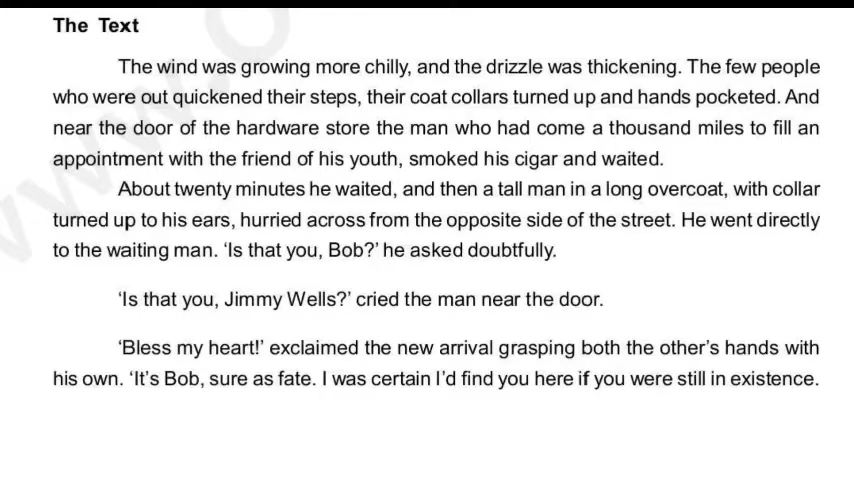 The Text
The wind was growing more chilly, and the drizzle was thickening. The few people
who were out quickened their steps, their coat collars turned up and hands pocketed. And
near the door of the hardware store the man who had come a thousand miles to fill an
appointment with the friend of his youth, smoked his cigar and waited.
About twenty minutes he waited, and then a tall man in a long overcoat, with collar
turned up to his ears, hurried across from the opposite side of the street. He went directly
to the waiting man. ‘Is that you, Bob?’ he asked doubtfully.
‘Is that you, Jimmy Wells?’ cried the man near the door.
‘Bless my heart!’ exclaimed the new arrival grasping both the other’s hands with
his own. ‘It’s Bob, sure as fate. I was certain I’d find you here if you were still in existence.